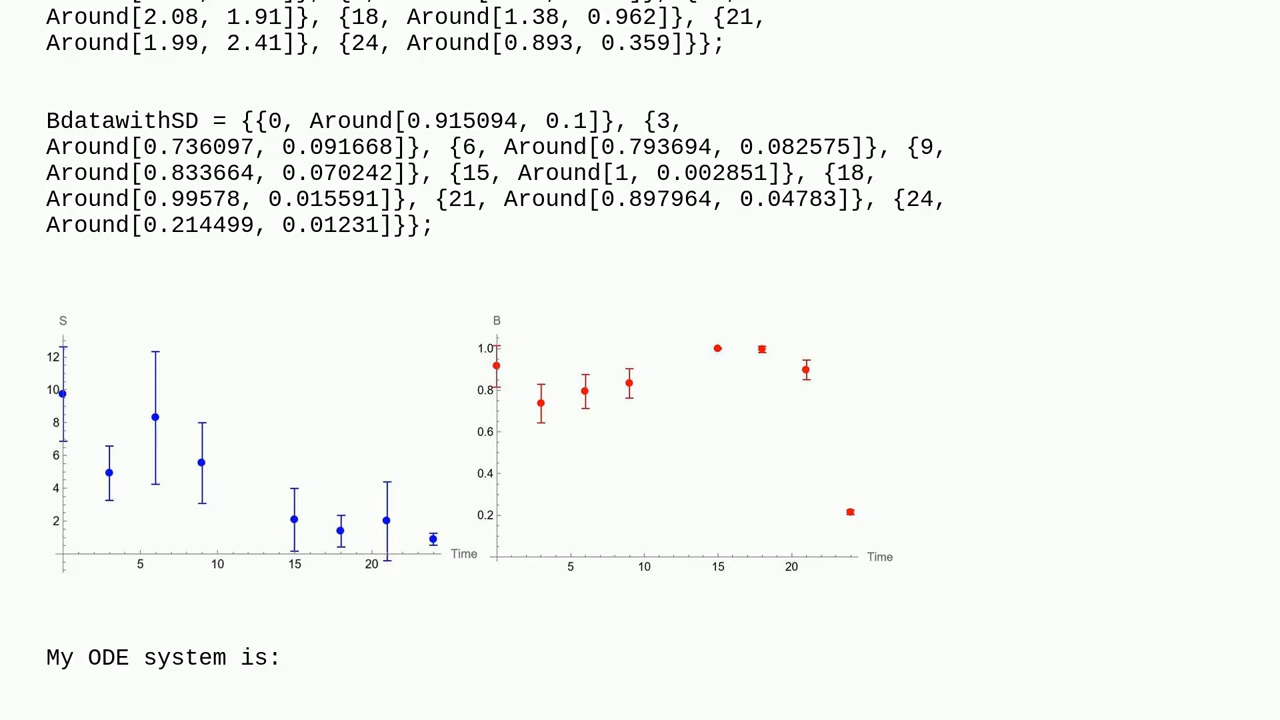 Around[2.08, 1.91]}, {18, Around[1.38, 0.962]}, {21,
Around[1.99, 2.41]}, {24, Around[0.893, 0.359]}};
BdatawithSD = {{0, Around[0.915094, 0.1]}, {3,
Around[0.736097, 0.091668]}, {6, Around[0.793694, 0.082575]}, {9,
Around[0.833664, 0.070242]}, {15, Around[1, 0.002851]}, {18,
Around[0.99578, 0.015591]}, {21, Around[0.897964, 0.04783]}, {24,
Around[0.214499, 0.01231]}};
S
12
10
8
6
4
2
5 10 15 20 Time
B
1.0
0.8
0.6
0.4
0.2
5 10 15 20 Time
My ODE system is: